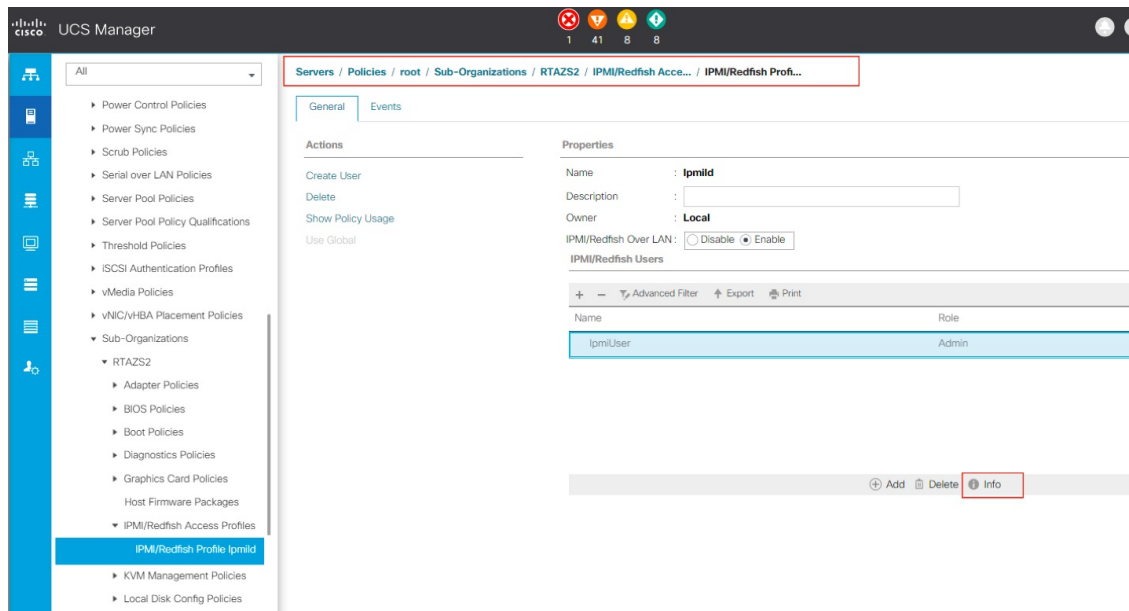 cisco UCS Manager
1 41 8 8
All
Servers / Policies / root / Sub-Organizations / RTAZS2 / IPMI/Redfish Acce... / IPMI/Redfish Profi...
Power Control Policies
Power Sync Policies
Scrub Policies
Serial over LAN Policies
Server Pool Policies
Server Pool Policy Qualifications
Threshold Policies
iSCSI Authentication Profiles
vMedia Policies
vNIC/vHBA Placement Policies
Sub-Organizations
RTAZS2
Adapter Policies
BIOS Policies
Boot Policies
Diagnostics Policies
Graphics Card Policies
Host Firmware Packages
IPMI/Redfish Access Profiles
IPMI/Redfish Profile Ipmild
KVM Management Policies
Local Disk Config Policies
General Events
Actions
Create User
Delete
Show Policy Usage
Use Global
Properties
Name : Ipmild
Description :
Owner : Local
IPMI/Redfish Over LAN : Disable Enable
IPMI/Redfish Users
+ − Advanced Filter Export Print
Name Role
IpmiUser Admin
Add Delete Info